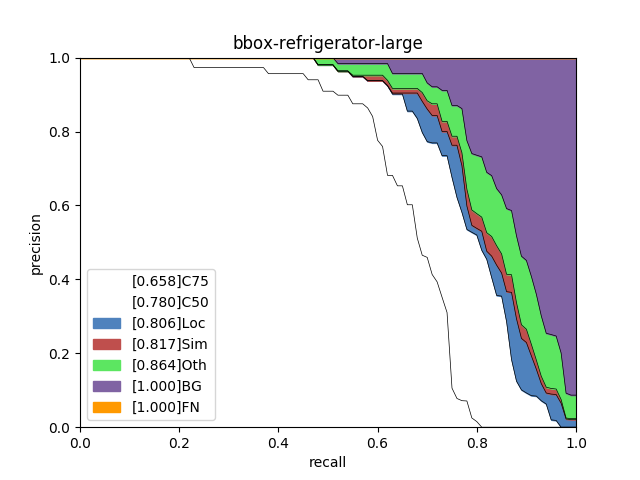 bbox-refrigerator-large
1.0
0.8
0.6
0.4
0.2
0.0
precision
[0.658]C75
[0.780]C50
[0.806]Loc
[0.817]Sim
[0.864]Oth
[1.000]BG
[1.000]FN
0.0 0.2 0.4 0.6 0.8 1.0
recall